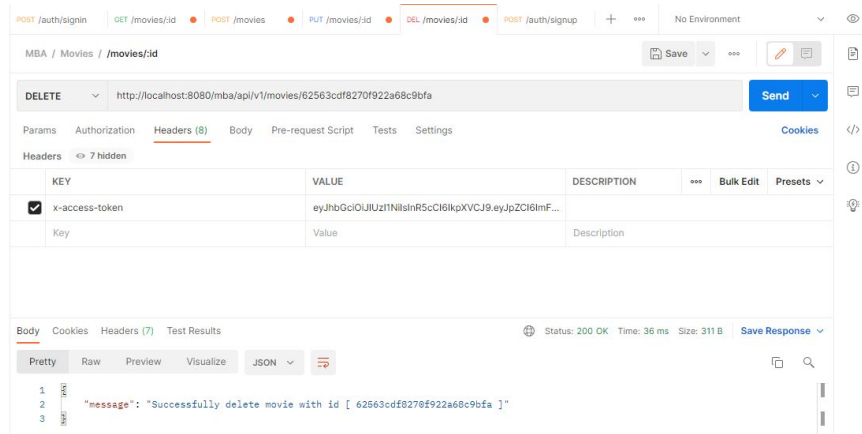 POST /auth/signin GET /movies/:id POST /movies PUT /movies/:id DEL /movies/:id POST /auth/signup + ooo No Environment
MBA / Movies / /movies/:id Save ooo
DELETE http://localhost:8080/mba/api/v1/movies/62563cdf8270f922a68c9bfa Send
Params Authorization Headers (8) Body Pre-request Script Tests Settings Cookies
Headers 7 hidden
KEY VALUE DESCRIPTION ooo Bulk Edit Presets
x-access-token eyJhbGciOiJIUzI1NiIsInR5cCI6IkpXVCJ9.eyJpZCI6ImF...
Key Value Description
Body Cookies Headers (7) Test Results Status: 200 OK Time: 36 ms Size: 311 B Save Response
Pretty Raw Preview Visualize JSON
1 {
2 "message": "Successfully delete movie with id [ 62563cdf8270f922a68c9bfa ]"
3 }